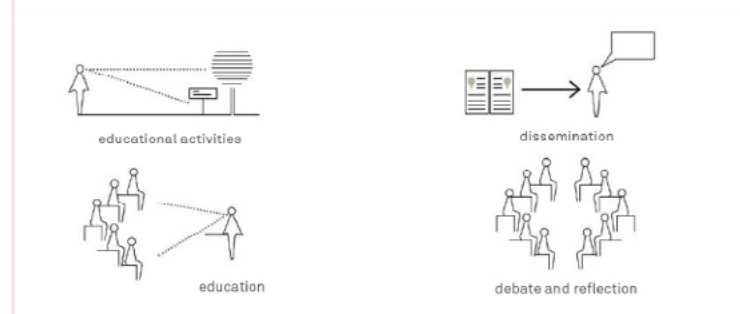 educational activities
dissemination
education
debate and reflection